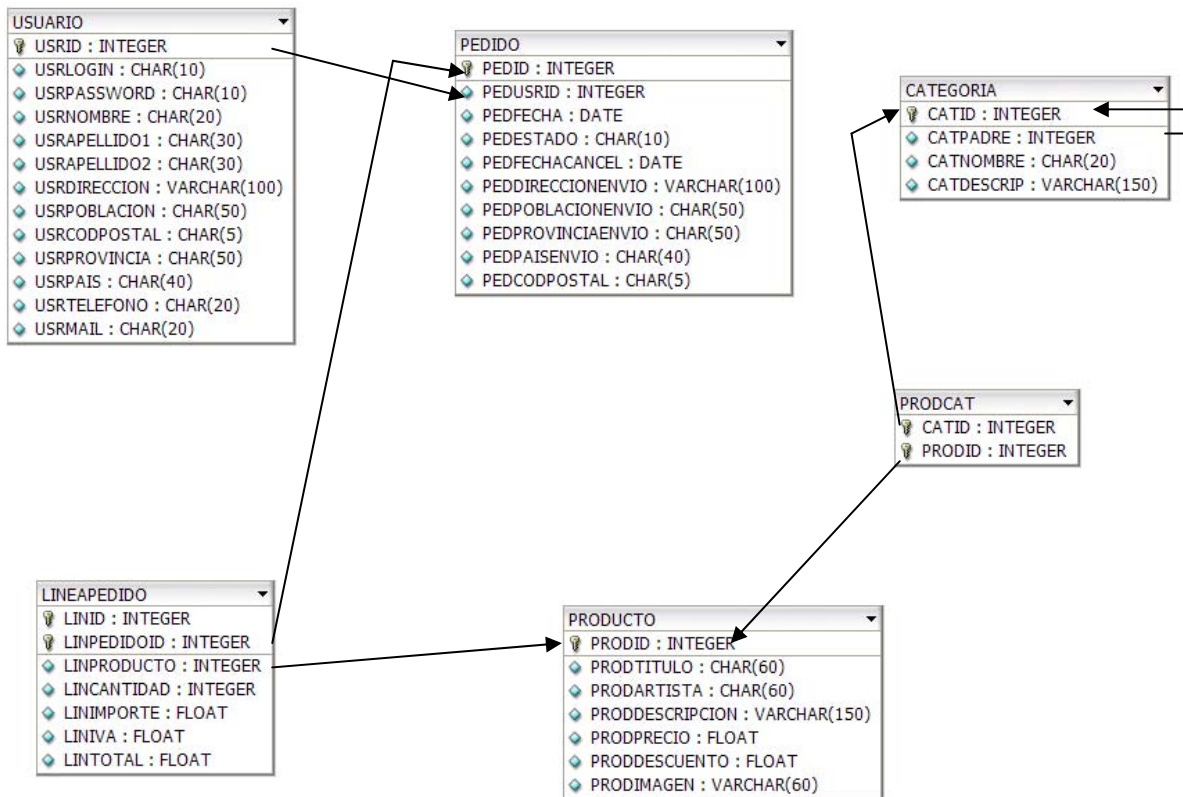 USUARIO
USRID : INTEGER
USRLOGIN : CHAR(10)
USRPASSWORD : CHAR(10)
USRNOMBRE : CHAR(20)
USRAPELLIDO1 : CHAR(30)
USRAPELLIDO2 : CHAR(30)
USRDIRECCION : VARCHAR(100)
USRPOBLACION : CHAR(50)
USRCODPOSTAL : CHAR(5)
USRPROVINCIA : CHAR(50)
USRPAIS : CHAR(40)
USRTELEFONO : CHAR(20)
USRMAIL : CHAR(20)
PEDIDO
PEDID : INTEGER
PEDUSRID : INTEGER
PEDFECHA : DATE
PEDESTADO : CHAR(10)
PEDFECHACANCEL : DATE
PEDDIRECCIONENVIO : VARCHAR(100)
PEDPOBLACIONENVIO : CHAR(50)
PEDPROVINCIAENVIO : CHAR(50)
PEDPAISENVIO : CHAR(40)
PEDCODPOSTAL : CHAR(5)
CATEGORIA
CATID : INTEGER
CATPADRE : INTEGER
CATNOMBRE : CHAR(20)
CATDESCRIP : VARCHAR(150)
PRODCAT
CATID : INTEGER
PRODID : INTEGER
LINEAPEDIDO
LINID : INTEGER
LINPEDIDOID : INTEGER
LINPRODUCTO : INTEGER
LINCANTIDAD : INTEGER
LINIMPORTE : FLOAT
LINIVA : FLOAT
LINTOTAL : FLOAT
PRODUCTO
PRODID : INTEGER
PRODTITULO : CHAR(60)
PRODARTISTA : CHAR(60)
PRODDESCRIPCION : VARCHAR(150)
PRODPRECIO : FLOAT
PRODDESCUENTO : FLOAT
PRODIMAGEN : VARCHAR(60)